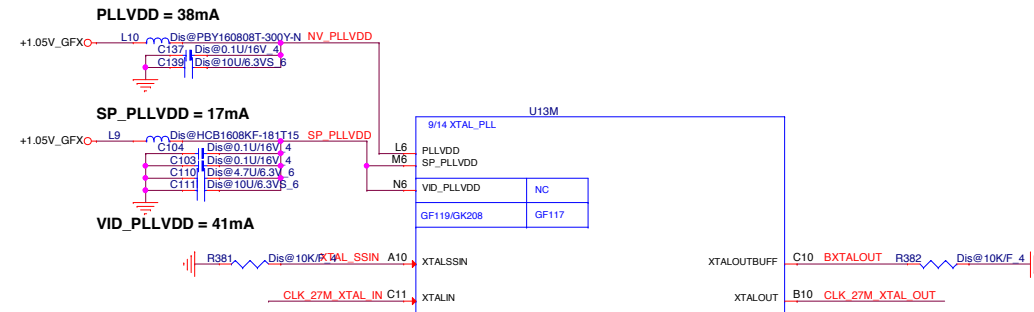 PLLVDD = 38mA
+1.05V_GFX L10 Dis@PBY160808T-300Y-N NV_PLLVDD
C137 Dis@0.1U/16V_4
C139 Dis@10U/6.3VS_6
SP_PLLVDD = 17mA
U13M
9/14 XTAL_PLL
+1.05V_GFX L9 Dis@HCB1608KF-181T15 SP_PLLVDD
C104 Dis@0.1U/16V_4
C103 Dis@0.1U/16V_4
C110 Dis@4.7U/6.3V_6
C111 Dis@10U/6.3VS_6
L6 PLLVDD
M6 SP_PLLVDD
N6 VID_PLLVDD NC
GF119/GK208 GF117
VID_PLLVDD = 41mA
R381 Dis@10K/F_4 XTAL_SSIN A10 XTALSSIN
XTALOUTBUFF C10 BXTALOUT R382 Dis@10K/F_4
CLK_27M_XTAL_IN C11 XTALIN
XTALOUT B10 CLK_27M_XTAL_OUT